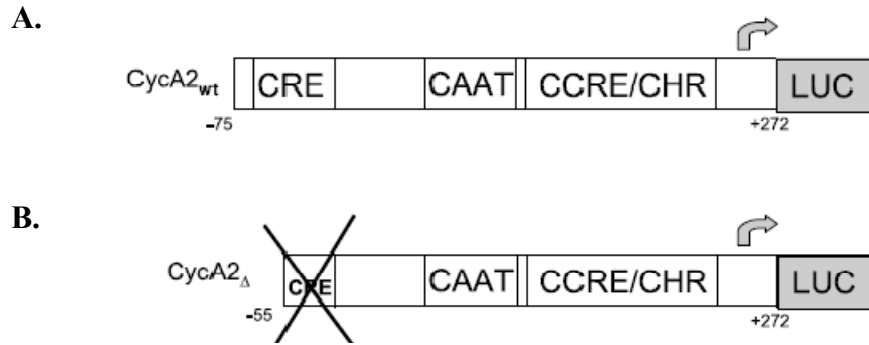 A.
CycA2wt CRE CAAT CCRE/CHR LUC
–75 +272
B.
CycA2Δ CRE CAAT CCRE/CHR LUC
-55 +272